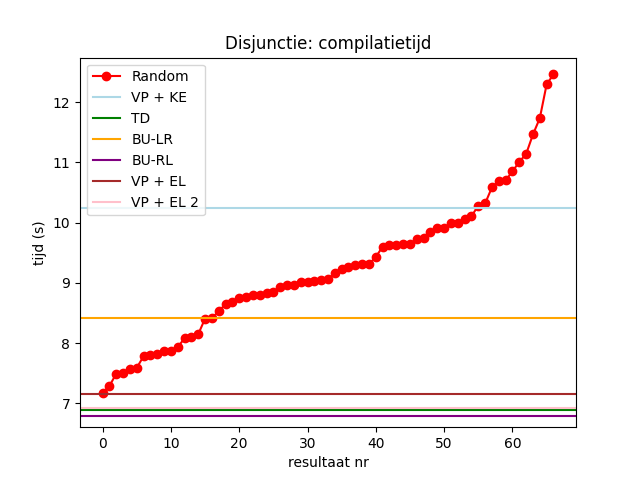 Disjunctie: compilatietijd
tijd (s)
12
11
10
9
8
7
Random
VP + KE
TD
BU-LR
BU-RL
VP + EL
VP + EL 2
0 10 20 30 40 50 60
resultaat nr